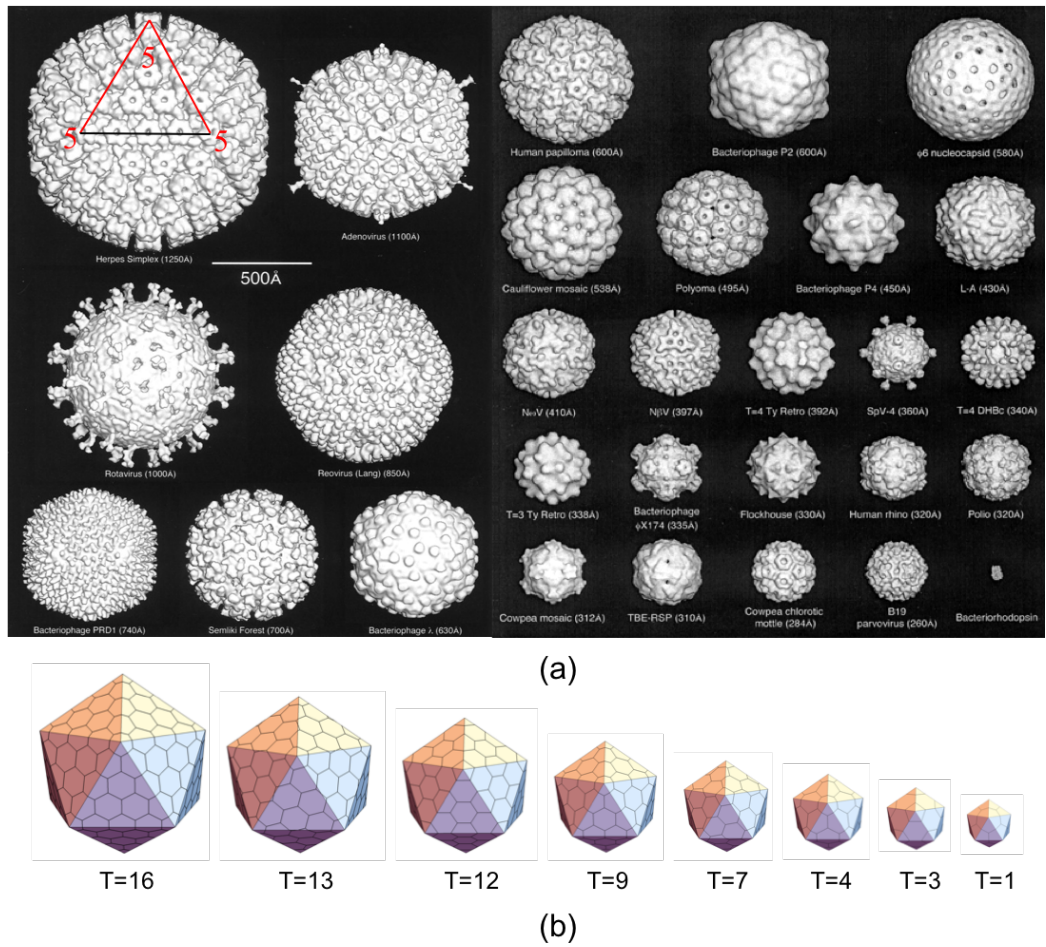 5
5
5
Herpes Simplex (1250Å)
Adenovirus (1100Å)
500Å
Rotavirus (1000Å)
Reovirus (Lang) (850Å)
Bacteriophage PRD1 (740Å)
Semliki Forest (700Å)
Bacteriophage λ (630Å)
Human papilloma (600Å)
Bacteriophage P2 (600Å)
φ6 nucleocapsid (580Å)
Cauliflower mosaic (538Å)
Polyoma (495Å)
Bacteriophage P4 (450Å)
L-A (430Å)
NωV (410Å)
NβV (397Å)
T=4 Ty Retro (392Å)
SpV-4 (360Å)
T=4 DHBc (340Å)
T=3 Ty Retro (338Å)
Bacteriophage
φX174 (335Å)
Flockhouse (330Å)
Human rhino (320Å)
Polio (320Å)
Cowpea mosaic (312Å)
TBE-RSP (310Å)
Cowpea chlorotic
mottle (284Å)
B19
parvovirus (260Å)
Bacteriorhodopsin
(a)
T=16
T=13
T=12
T=9
T=7
T=4
T=3
T=1
(b)